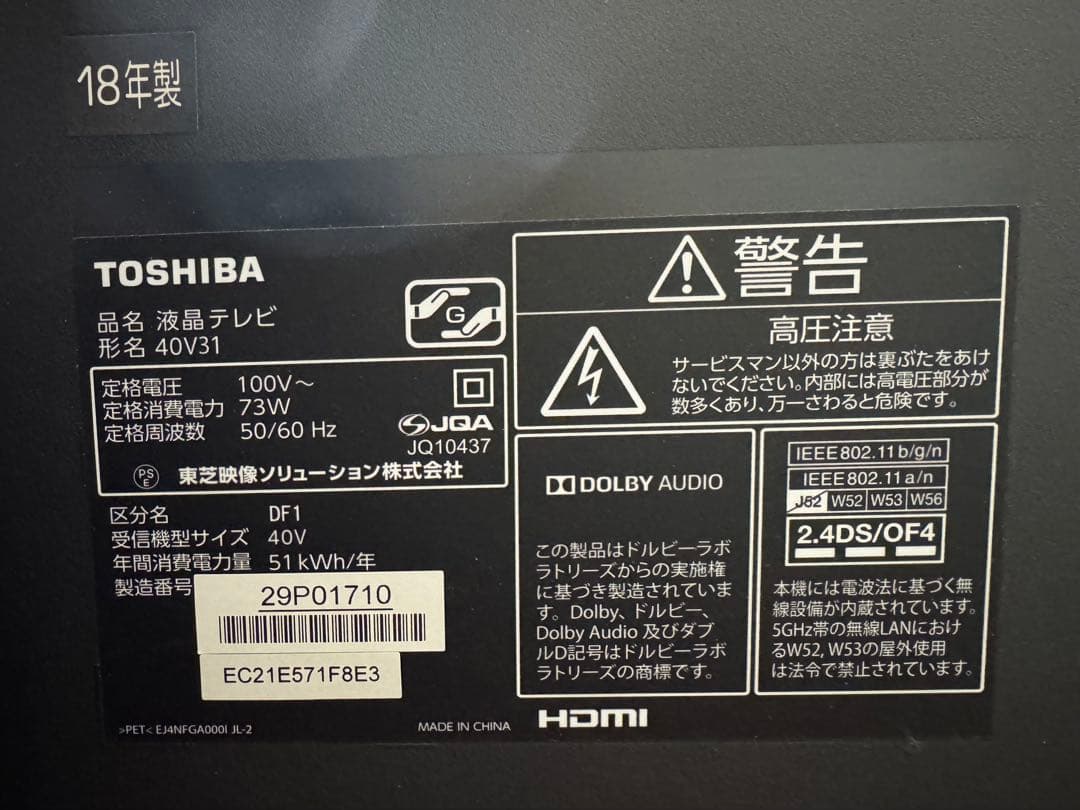 18年製
TOSHIBA
品名 液晶テレビ
形名 40V31
G
定格電圧 100V～
定格消費電力 73W
定格周波数 50/60 Hz
JQA
JQ10437
PS
E
東芝映像ソリューション株式会社
区分名 DF1
受信機型サイズ 40V
年間消費電力量 51kWh/年
製造番号
29P01710
EC21E571F8E3
>PET< EJ4NFGA000I JL-2
MADE IN CHINA
警告
高圧注意
サービスマン以外の方は裏ぶたをあけ
ないでください。内部には高電圧部分が
数多くあり、万一さわると危険です。
DOLBY AUDIO
この製品はドルビーラボ
ラトリーズからの実施権
に基づき製造されていま
す。Dolby、ドルビー、
Dolby Audio 及びダブ
ルD記号はドルビーラボ
ラトリーズの商標です。
HDMI
IEEE802.11b/g/n
IEEE802.11a/n
J52 W52 W53 W56
2.4DS/OF4
本機には電波法に基づく無
線設備が内蔵されています。
5GHz帯の無線LANにおけ
るW52, W53の屋外使用
は法令で禁止されています。